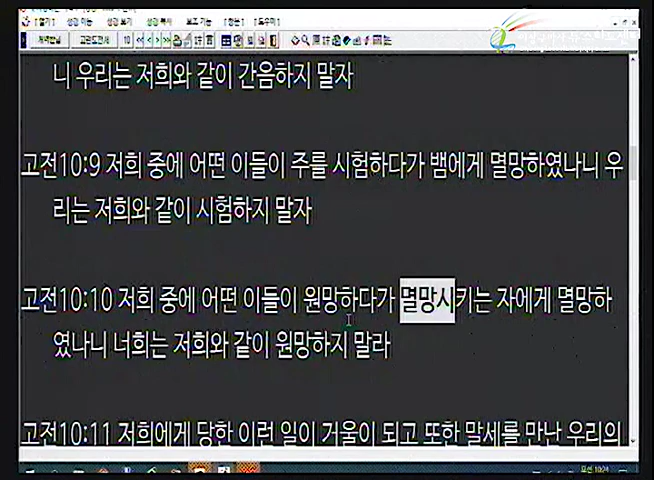 니 우리는 저희와 같이 간음하지 말자
고전10:9 저희 중에 어떤 이들이 주를 시험하다가 뱀에게 멸망하였나니 우
리는 저희와 같이 시험하지 말자
고전10:10 저희 중에 어떤 이들이 원망하다가 멸망시키는 자에게 멸망하
였나니 너희는 저희와 같이 원망하지 말라
고전10:11 저희에게 당한 이런 일이 거울이 되고 또한 말세를 만난 우리의